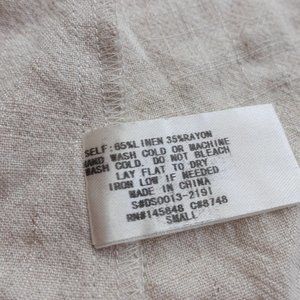 SELF: 65%LINEN 35%RAYON
HAND WASH COLD OR MACHINE
WASH COLD. DO NOT BLEACH
LAY FLAT TO DRY
IRON LOW IF NEEDED
MADE IN CHINA
S#DS0013-2191
RN#145848 C#8748
SMALL